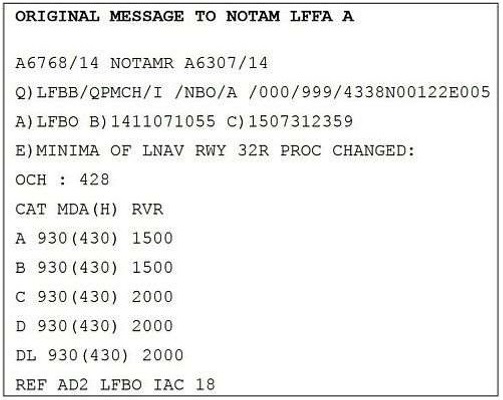 ORIGINAL MESSAGE TO NOTAM LFFA A
A6768/14 NOTAMR A6307/14
Q)LFBB/QPMCH/I /NBO/A /000/999/4338N00122E005
A)LFBO B)1411071055 C)1507312359
E)MINIMA OF LNAV RWY 32R PROC CHANGED:
OCH : 428
CAT MDA(H) RVR
A 930(430) 1500
B 930(430) 1500
C 930(430) 2000
D 930(430) 2000
DL 930(430) 2000
REF AD2 LFBO IAC 18